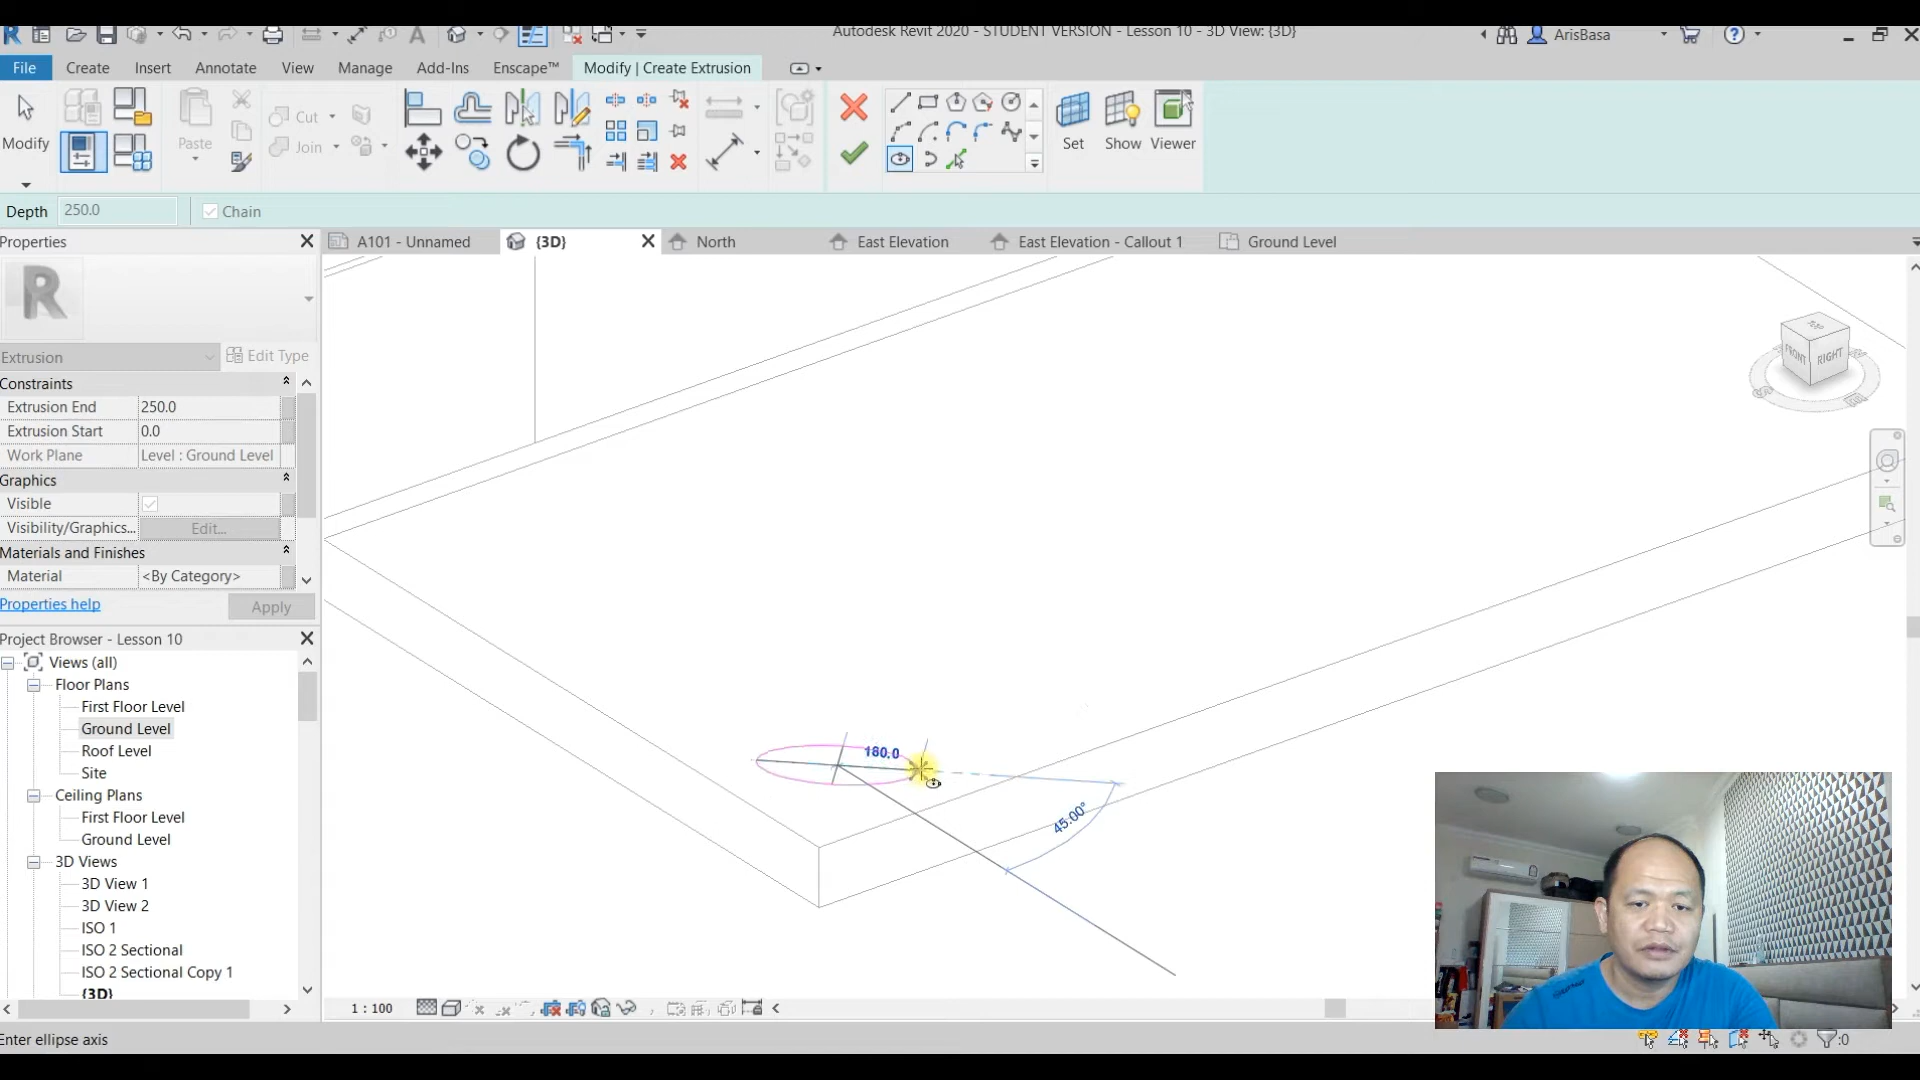 Autodesk Revit 2020 - STUDENT VERSION - Lesson 10 - 3D View: {3D}
ArisBasa
File Create Insert Annotate View Manage Add-Ins Enscape™ Modify | Create Extrusion
Modify
Paste
Cut
Join
Set Show Viewer
Depth 250.0 Chain
Properties
A101 - Unnamed {3D} North East Elevation East Elevation - Callout 1 Ground Level
Extrusion Edit Type
Constraints
Extrusion End 250.0
Extrusion Start 0.0
Work Plane Level : Ground Level
Graphics
Visible
Visibility/Graphics... Edit...
Materials and Finishes
Material <By Category>
Properties help Apply
Project Browser - Lesson 10
Views (all)
Floor Plans
First Floor Level
Ground Level
Roof Level
Site
Ceiling Plans
First Floor Level
Ground Level
3D Views
3D View 1
3D View 2
ISO 1
ISO 2 Sectional
ISO 2 Sectional Copy 1
{3D}
TOP
FRONT RIGHT
180.0
45.00°
1 : 100
Enter ellipse axis
:0